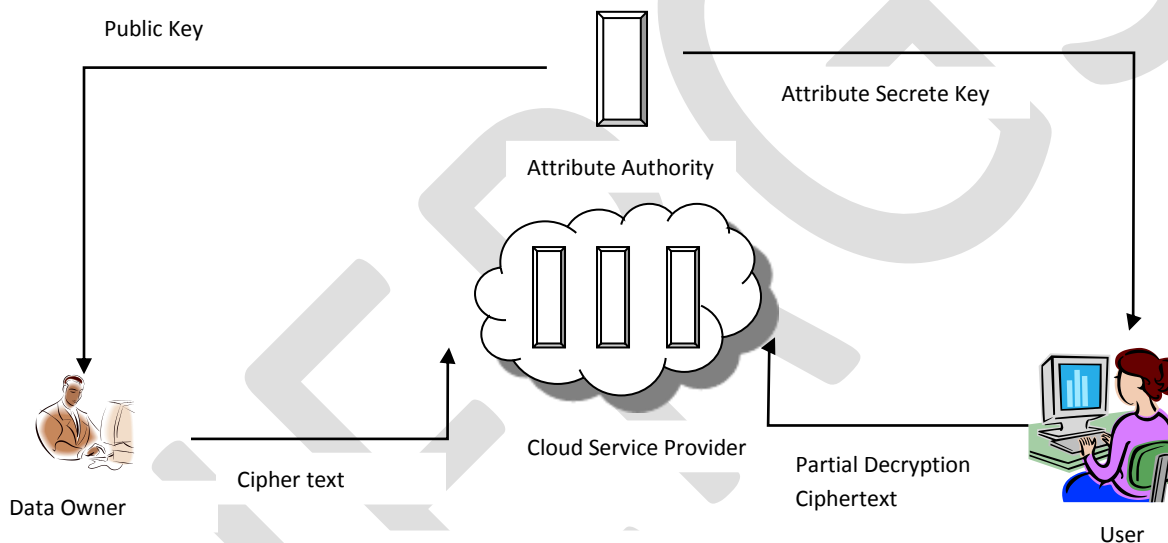 Public Key
Attribute Secrete Key
Attribute Authority
Cloud Service Provider
Cipher text
Partial Decryption
Ciphertext
Data Owner
User